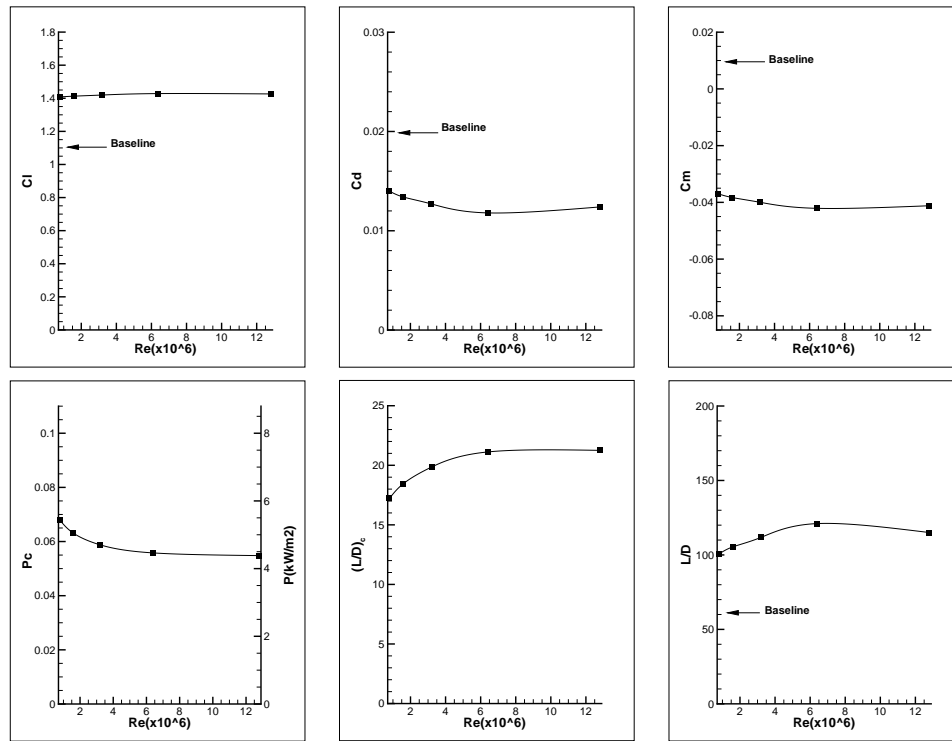 1.8
1.6
1.4
1.2
1
0.8
0.6
0.4
0.2
0
Cl
Baseline
2 4 6 8 10 12
Re(x10^6)
0.03
0.02
0.01
0
Cd
Baseline
2 4 6 8 10 12
Re(x10^6)
0.02
0
-0.02
-0.04
-0.06
-0.08
Cm
Baseline
2 4 6 8 10 12
Re(x10^6)
0.1
0.08
0.06
0.04
0.02
0
Pc
8
6
4
2
0
P(kW/m2)
2 4 6 8 10 12
Re(x10^6)
25
20
15
10
5
0
(L/D)c
2 4 6 8 10 12
Re(x10^6)
200
150
100
50
0
L/D
Baseline
2 4 6 8 10 12
Re(x10^6)